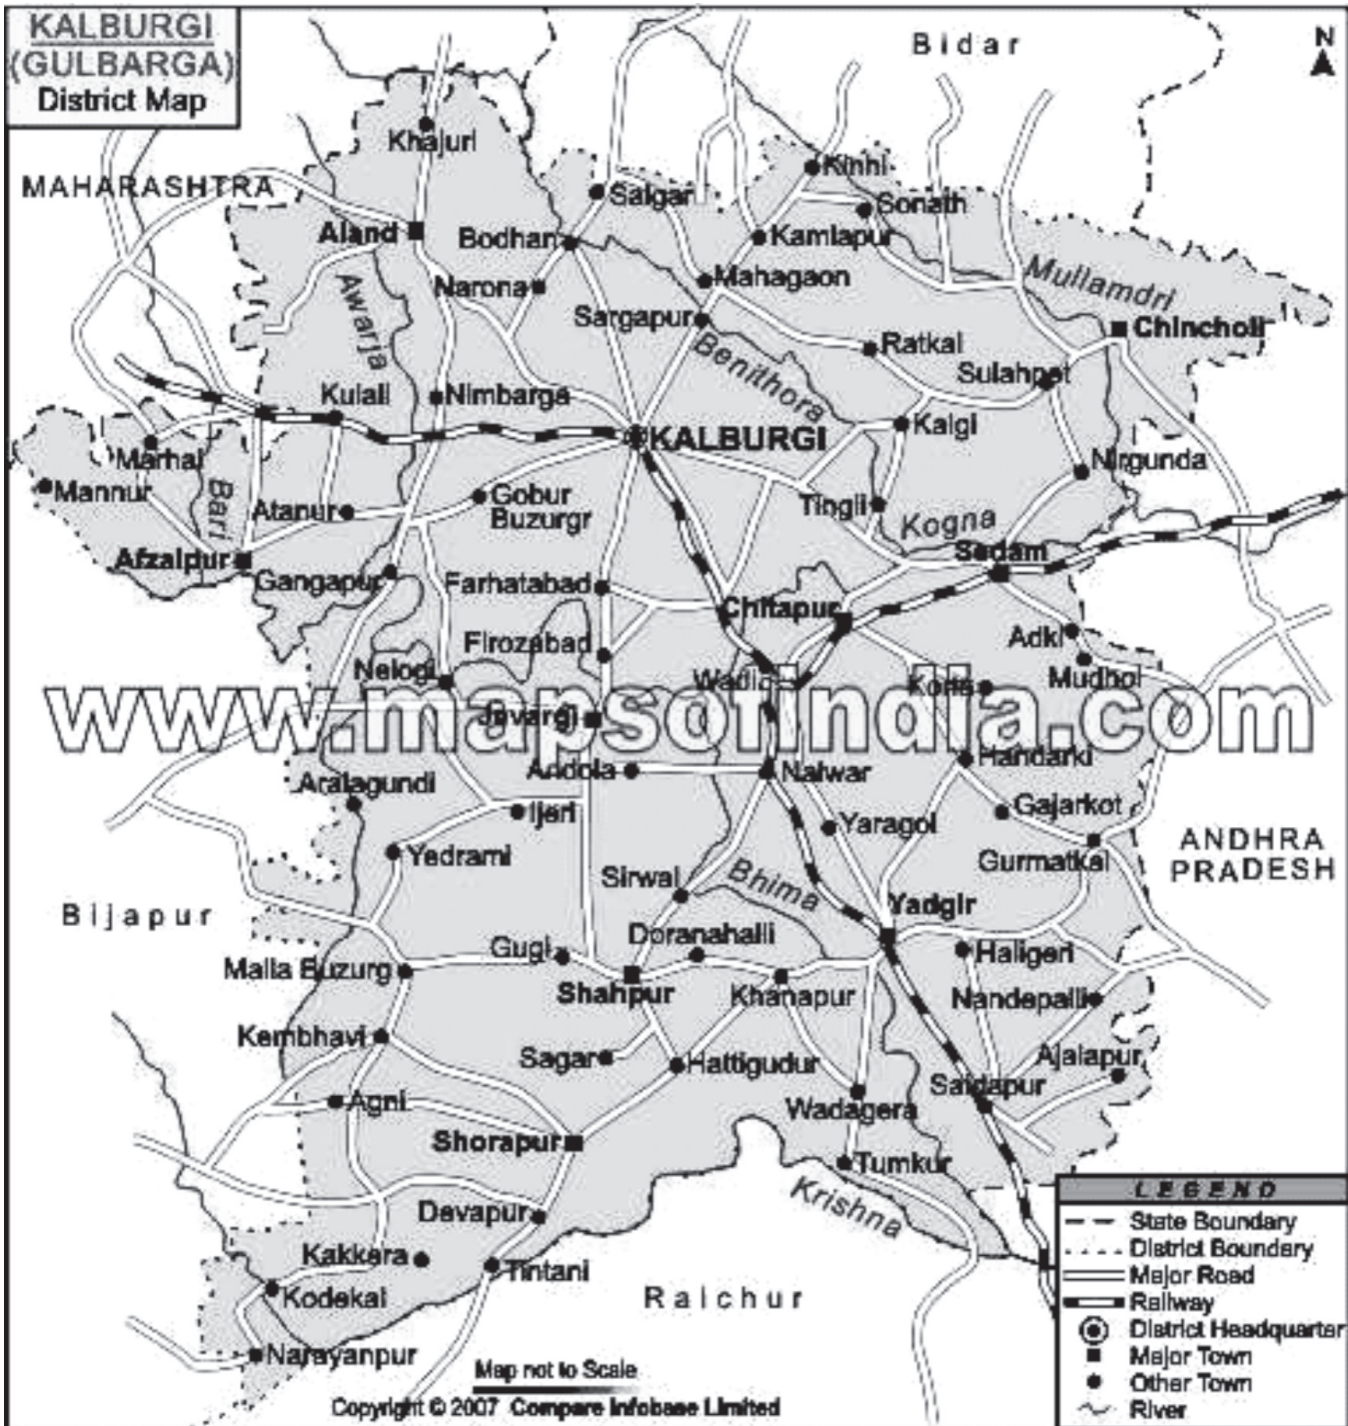 KALBURGI
(GULBARGA)
District Map
Bidar
N
Khajuri
MAHARASHTRA
Kinhi
Salgar
Sonath
Aland
Bodhan
Kamlapur
Mahagaon
Mullamdri
Narona
Awarja
Sargapur
Chincholi
Benithora
Ratkal
Sulahpet
Kulali
Nimbarga
Kalgi
KALBURGI
Marhal
Nirgunda
Mannur
Bari
Gobur
Buzurgr
Atanur
Tingli
Kogna
Sedam
Afzalpur
Gangapur
Farhatabad
Chitapur
Firozabad
Adki
Nelogi
Wadi
Korla
Mudhol
www.mapsofindia.com
Jevargi
Andola
Nalwar
Handarki
Aralagundi
Ijeri
Gajarkot
Yaragol
ANDHRA
PRADESH
Yedrami
Gurmatkal
Sirwal
Bhima
Bijapur
Yadgir
Gugi
Doranahalli
Haligeri
Malla Buzurg
Shahpur
Khanapur
Nandepalli
Kembhavi
Sagar
Hattigudur
Ajalapur
Saidapur
Agni
Wadagera
Shorapur
Tumkur
Krishna
Devapur
Kakkera
Tintani
Kodekal
Raichur
Narayanpur
LEGEND
State Boundary
District Boundary
Major Road
Railway
District Headquarter
Major Town
Other Town
River
Map not to Scale
Copyright © 2007 Compare Infobase Limited